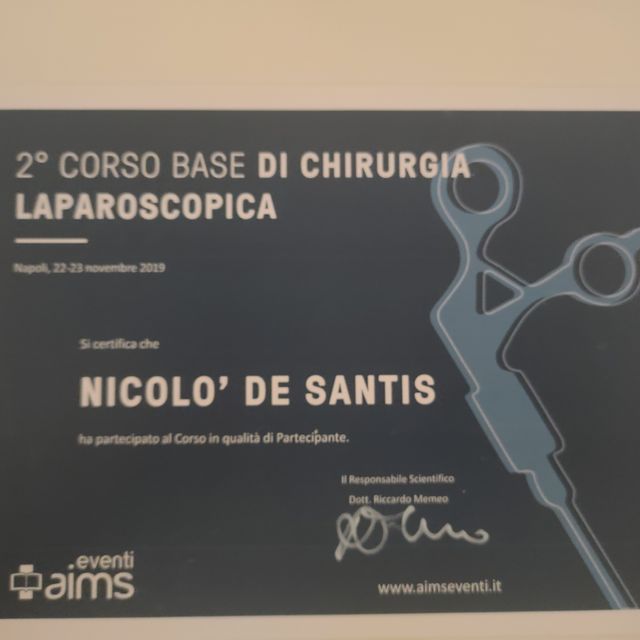 2° CORSO BASE DI CHIRURGIA
LAPAROSCOPICA
Napoli, 22-23 novembre 2019
Si certifica che
NICOLO' DE SANTIS
ha partecipato al Corso in qualità di Partecipante.
Il Responsabile Scientifico
Dott. Riccardo Memeo
eventi
aims
www.aimseventi.it